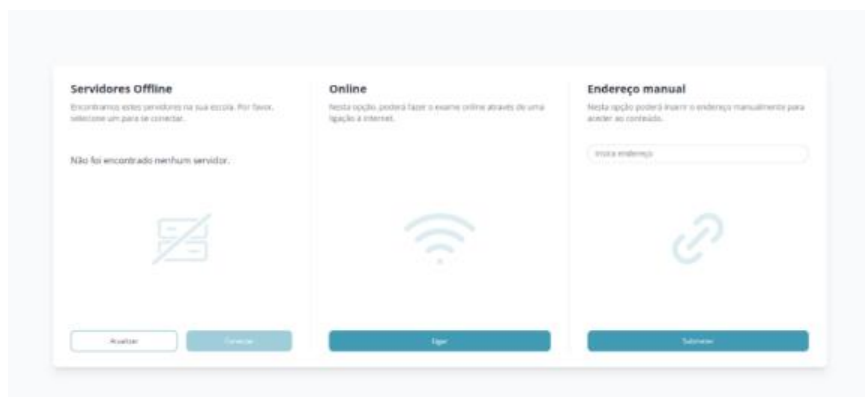 Servidores Offline
Encontramos estes servidores na sua escola. Por favor,
selecione um para se conectar.
Não foi encontrado nenhum servidor.
Atualizar
Conectar
Online
Nesta opção, poderá fazer o exame online através de uma
ligação à internet.
Ligar
Endereço manual
Nesta opção poderá inserir o endereço manualmente para
aceder ao conteúdo.
Insira endereço
Submeter